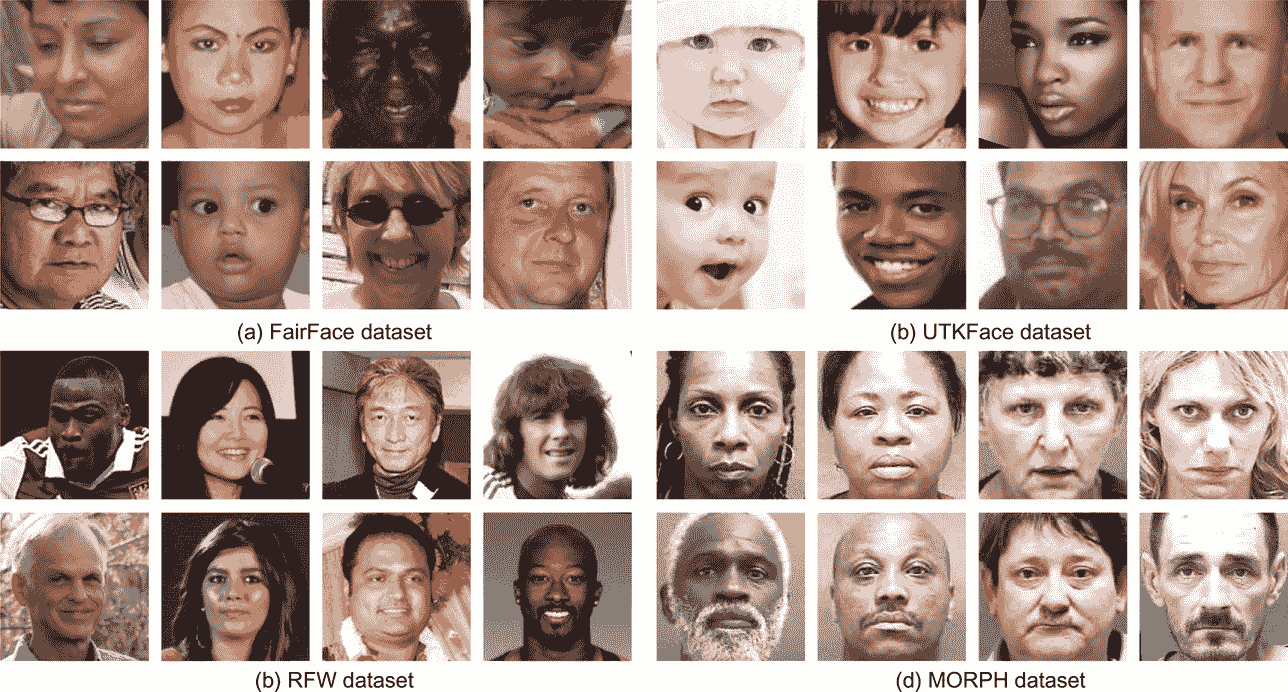 (a) FairFace dataset
(b) UTKFace dataset
(b) RFW dataset
(d) MORPH dataset